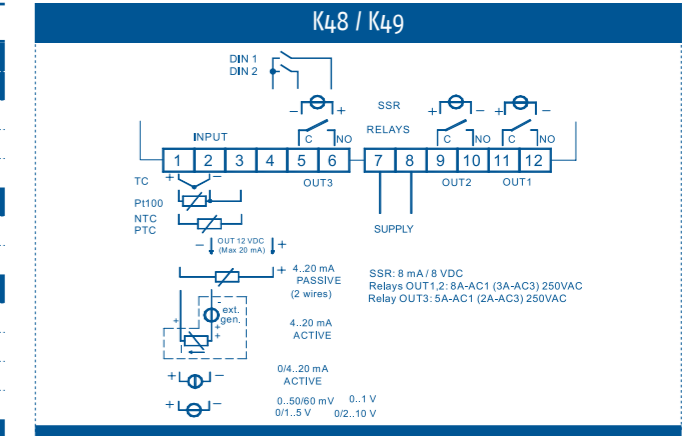 K48 / K49
DIN 1
DIN 2
– + SSR + – + –
INPUT RELAYS
C NO C NO C NO
1 2 3 4 5 6 7 8 9 10 11 12
TC + – OUT3 OUT2 OUT1
Pt100
NTC
PTC
SUPPLY
– OUT 12 VDC +
(Max 20 mA)
+ 4..20 mA
PASSIVE
(2 wires)
SSR: 8 mA / 8 VDC
Relays OUT1,2: 8A-AC1 (3A-AC3) 250VAC
Relay OUT3: 5A-AC1 (2A-AC3) 250VAC
–
ext.
+ gen.
+
+
4..20 mA
ACTIVE
+ – 0/4..20 mA
ACTIVE
+ – 0..50/60 mV 0..1 V
0/1..5 V 0/2..10 V